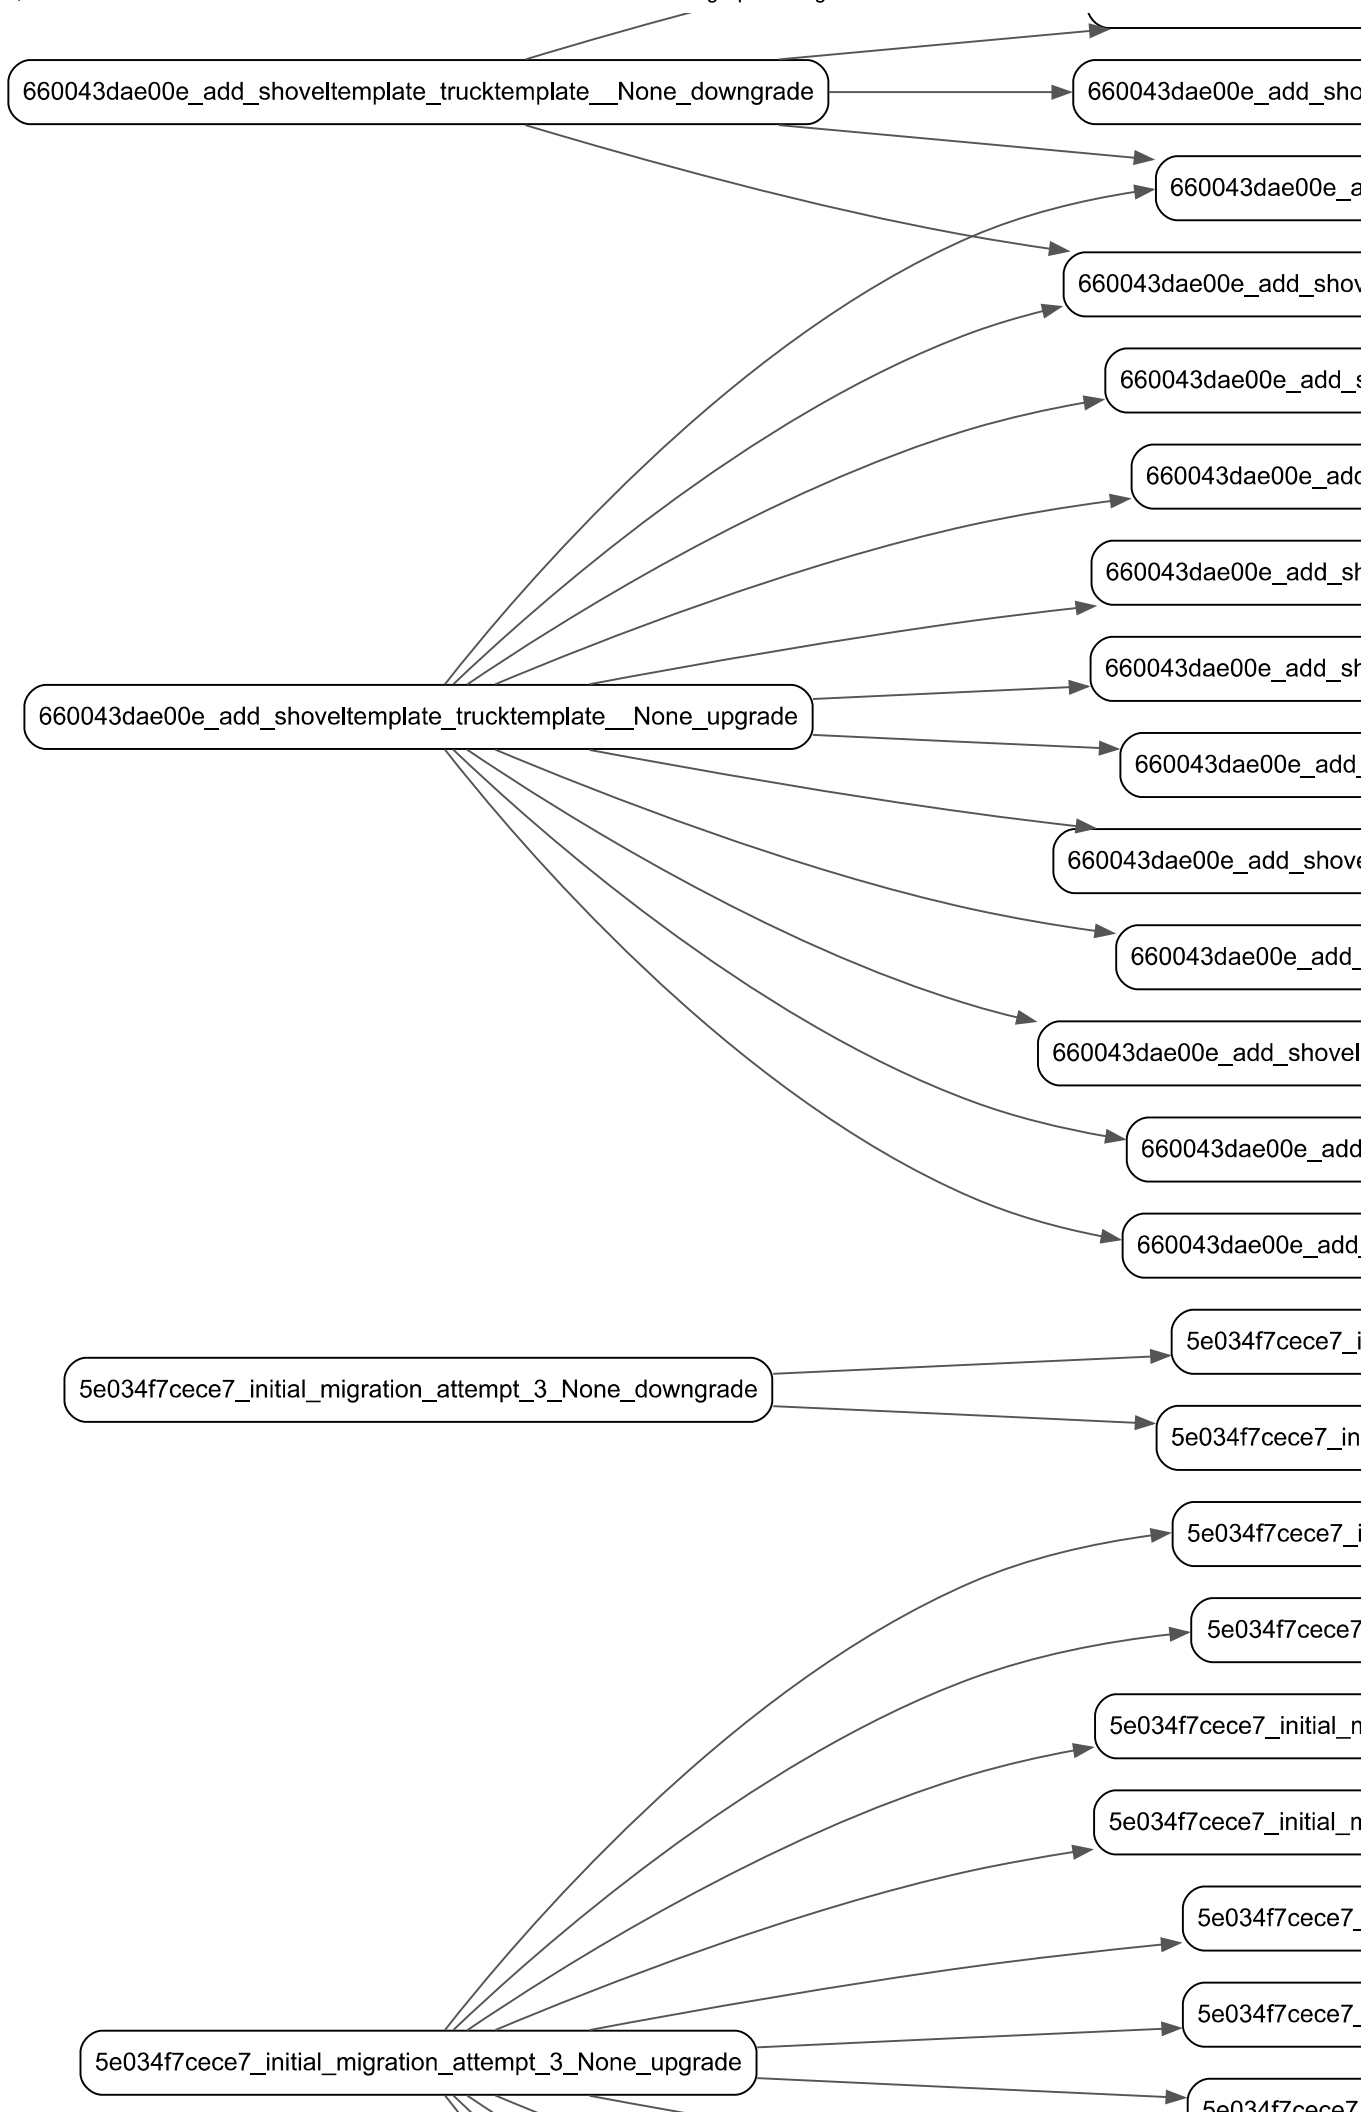 660043dae00e_add_shoveltemplate_trucktemplate__None_downgrade
660043dae00e_add_sho
660043dae00e_a
660043dae00e_add_shov
660043dae00e_add_s
660043dae00e_add
660043dae00e_add_sh
660043dae00e_add_sh
660043dae00e_add_shoveltemplate_trucktemplate__None_upgrade
660043dae00e_add_
660043dae00e_add_shove
660043dae00e_add_
660043dae00e_add_shovel
660043dae00e_add
660043dae00e_add_
5e034f7cece7_i
5e034f7cece7_initial_migration_attempt_3_None_downgrade
5e034f7cece7_in
5e034f7cece7_i
5e034f7cece7
5e034f7cece7_initial_m
5e034f7cece7_initial_m
5e034f7cece7_
5e034f7cece7_
5e034f7cece7_initial_migration_attempt_3_None_upgrade
5e034f7cece7